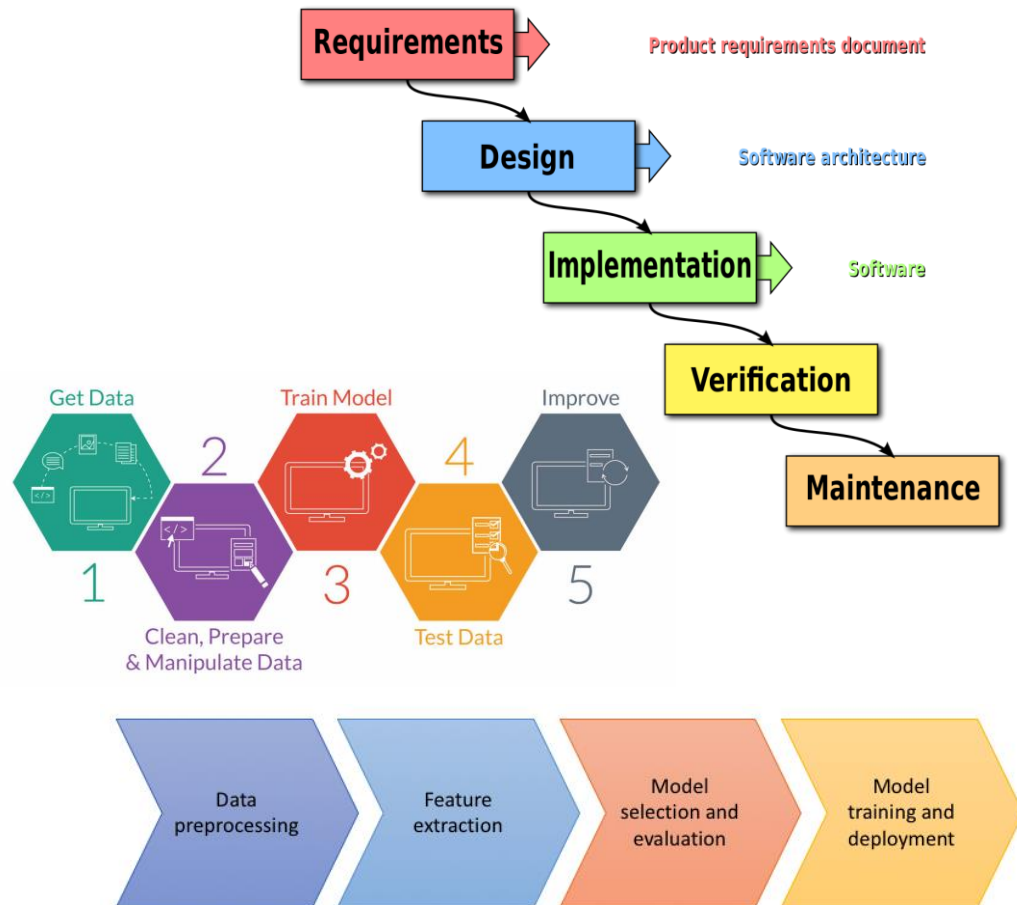 Requirements
Product requirements document
Design
Software architecture
Implementation
Software
Verification
Maintenance
Get Data
1
2
Clean, Prepare
& Manipulate Data
Train Model
3
4
Test Data
Improve
5
</>
</>
Data
preprocessing
Feature
extraction
Model
selection and
evaluation
Model
training and
deployment